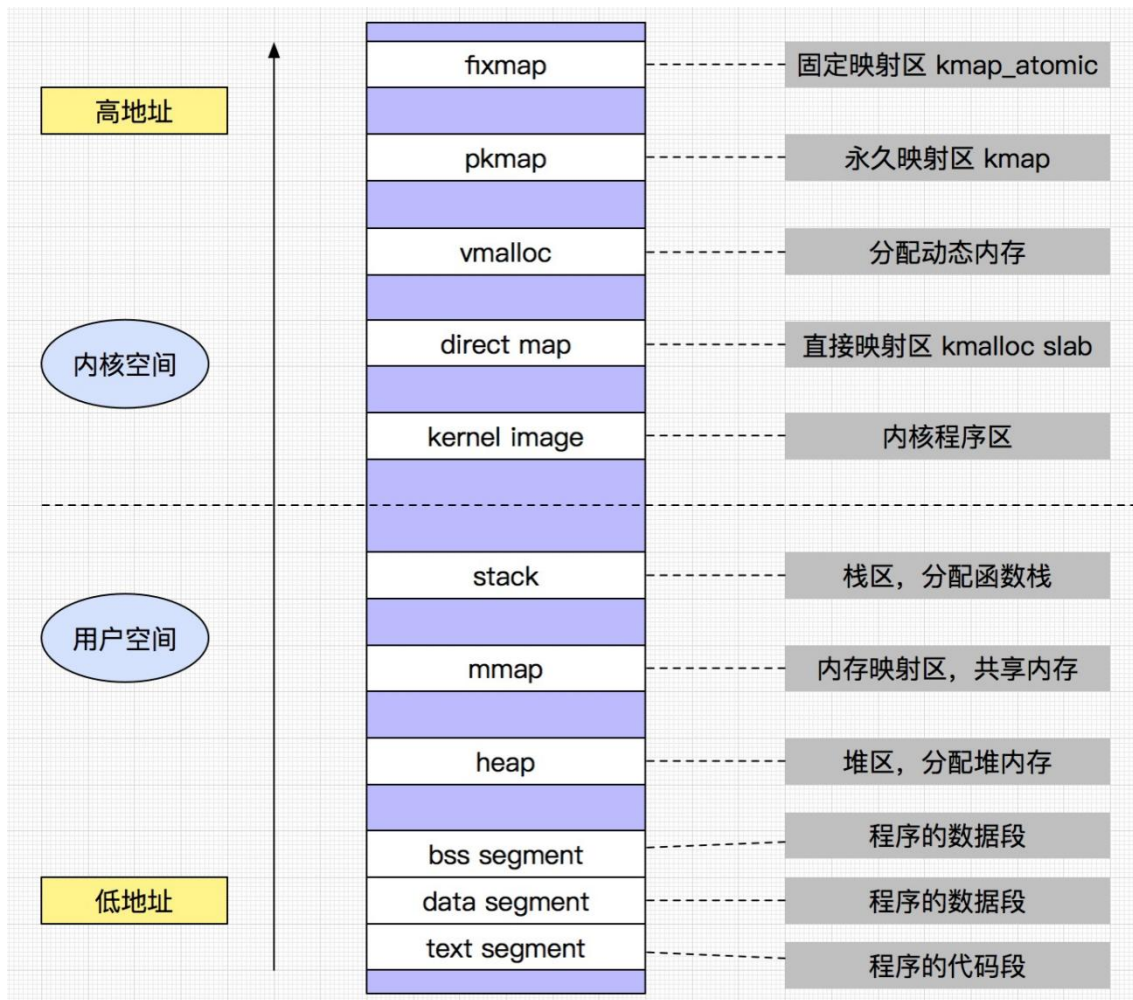 fixmap
固定映射区 kmap_atomic
高地址
pkmap
永久映射区 kmap
vmalloc
分配动态内存
内核空间
direct map
直接映射区 kmalloc slab
kernel image
内核程序区
stack
栈区，分配函数栈
用户空间
mmap
内存映射区，共享内存
heap
堆区，分配堆内存
bss segment
程序的数据段
低地址
data segment
程序的数据段
text segment
程序的代码段